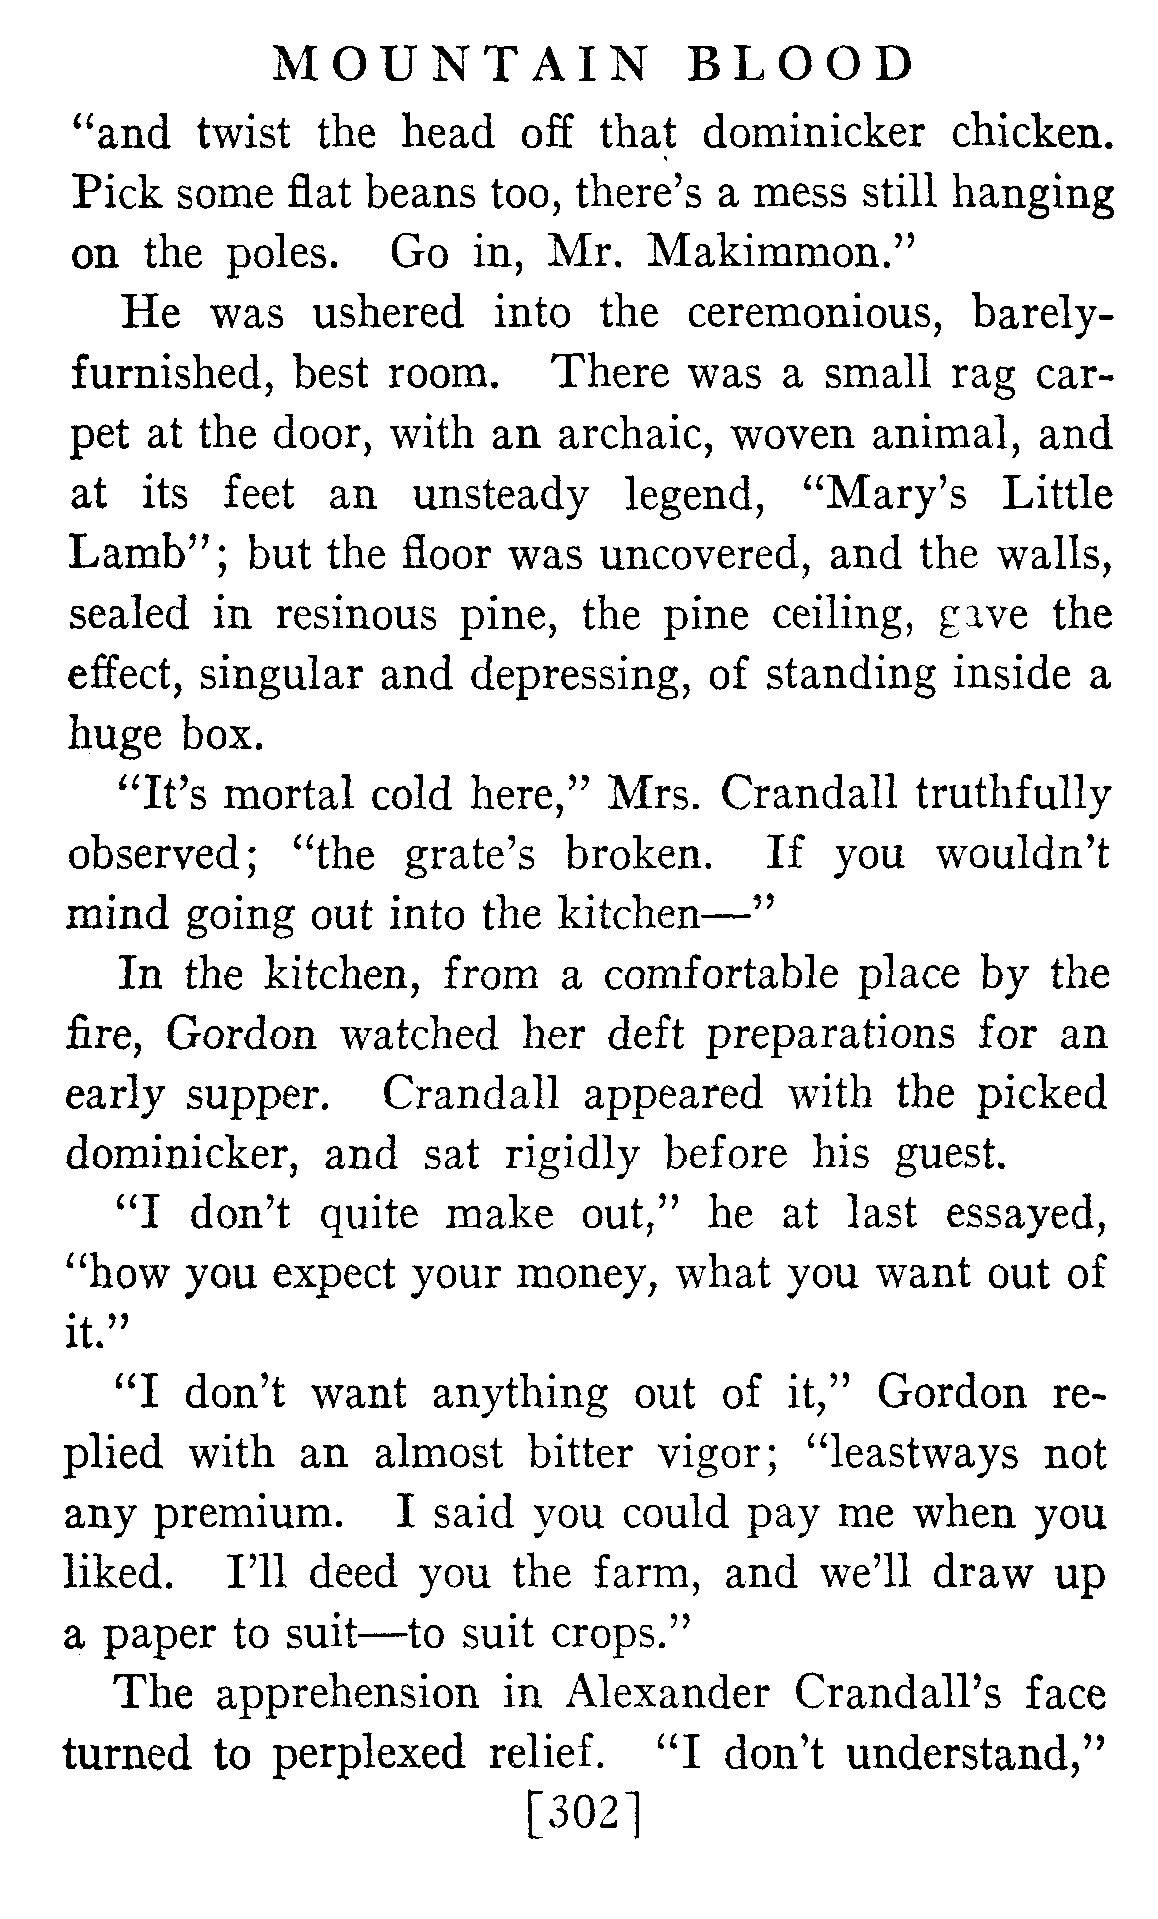 MOUNTAIN BLOOD
“and twist the head off that dominicker chicken.
Pick some flat beans too, there’s a mess still hanging
on the poles. Go in, Mr. Makimmon.”
He was ushered into the ceremonious, barely-
furnished, best room. There was a small rag car-
pet at the door, with an archaic, woven animal, and
at its feet an unsteady legend, “Mary’s Little
Lamb”; but the floor was uncovered, and the walls,
sealed in resinous pine, the pine ceiling, gave the
effect, singular and depressing, of standing inside a
huge box.
“It’s mortal cold here,” Mrs. Crandall truthfully
observed; “the grate’s broken. If you wouldn’t
mind going out into the kitchen—”
In the kitchen, from a comfortable place by the
fire, Gordon watched her deft preparations for an
early supper. Crandall appeared with the picked
dominicker, and sat rigidly before his guest.
“I don’t quite make out,” he at last essayed,
“how you expect your money, what you want out of
it.”
“I don’t want anything out of it,” Gordon re-
plied with an almost bitter vigor; “leastways not
any premium. I said you could pay me when you
liked. I’ll deed you the farm, and we’ll draw up
a paper to suit—to suit crops.”
The apprehension in Alexander Crandall’s face
turned to perplexed relief. “I don’t understand,”
[302]